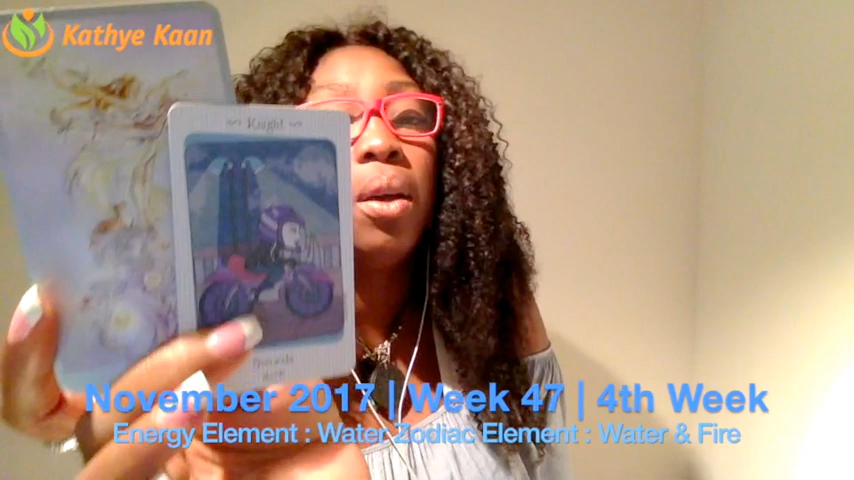 Kathye Kaan
~ Knight ~
November 2017 | Week 47 | 4th Week
Energy Element : Water Zodiac Element : Water & Fire